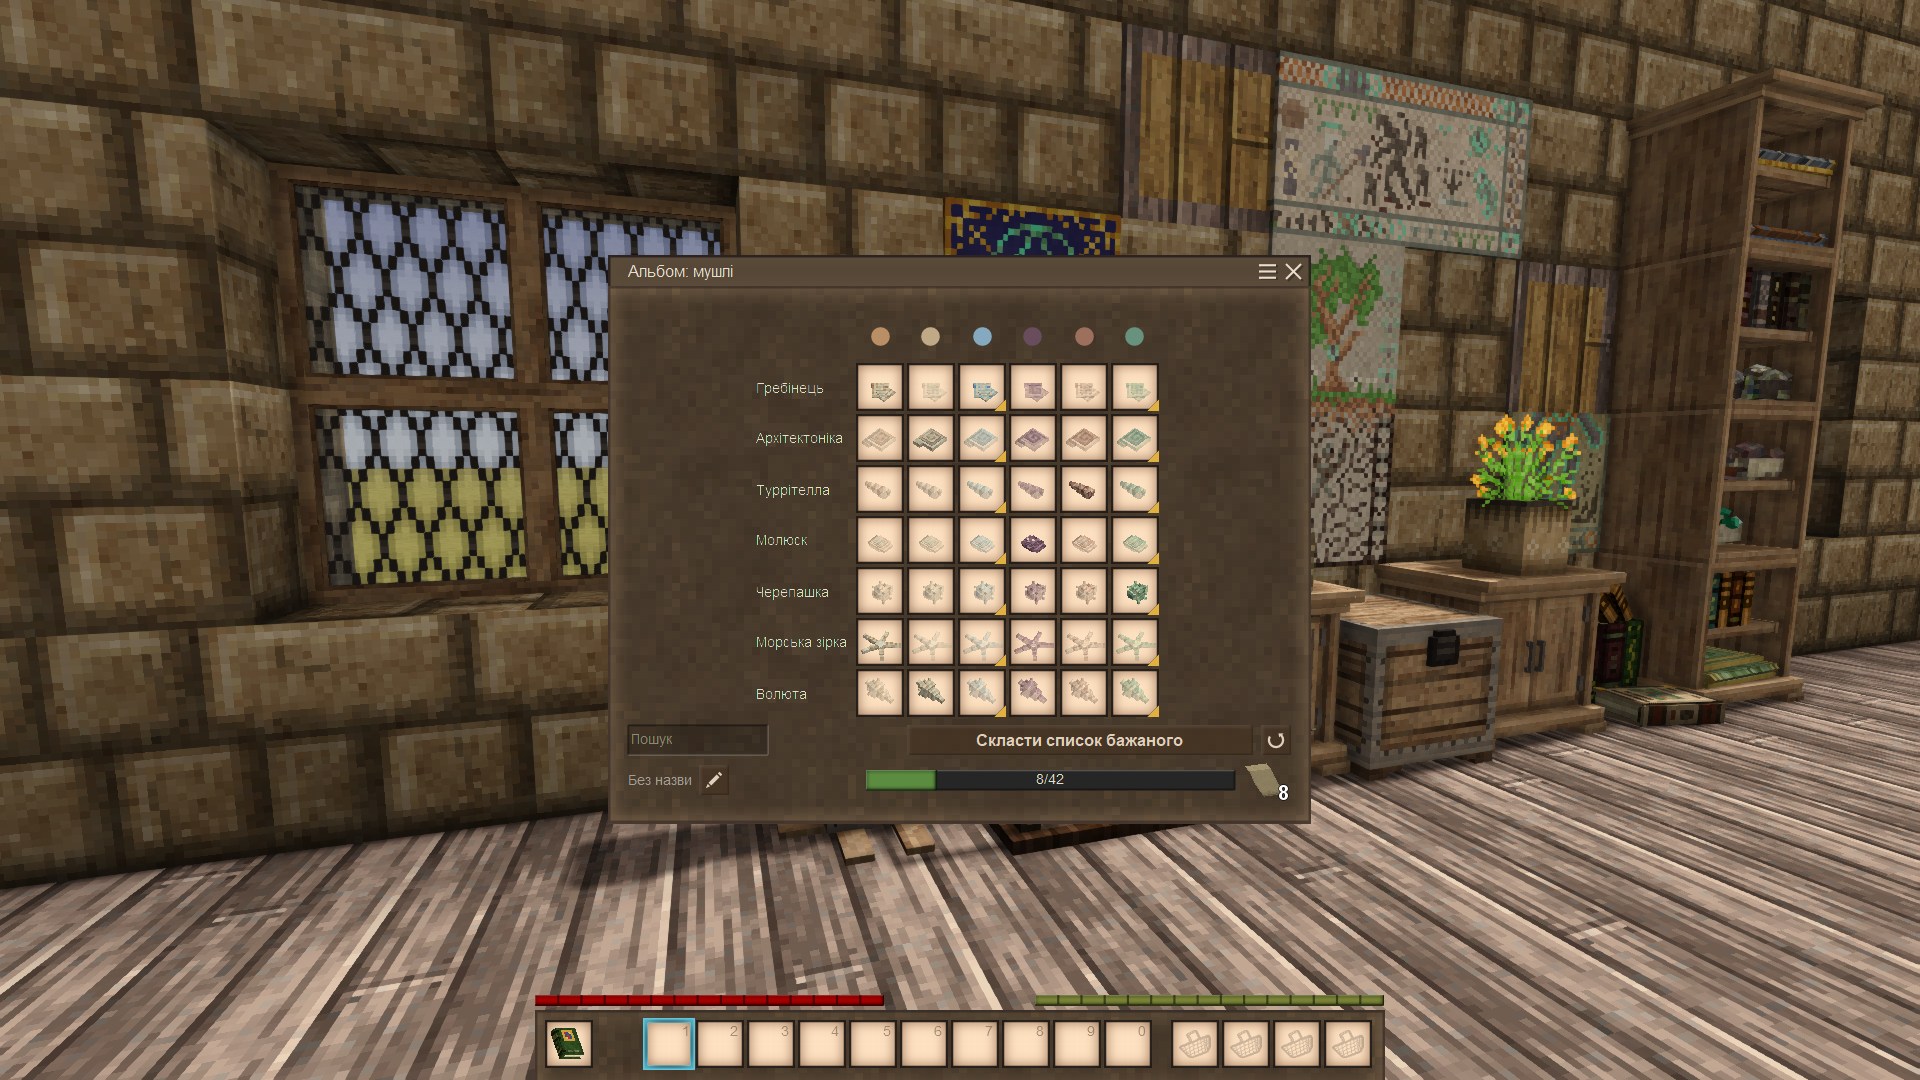 Альбом: мушлі
Гребінець
Архітектоніка
Туррітелла
Молюск
Черепашка
Морська зірка
Волюта
Пошук
Скласти список бажаного
Без назви
8/42
8
1 2 3 4 5 6 7 8 9 0